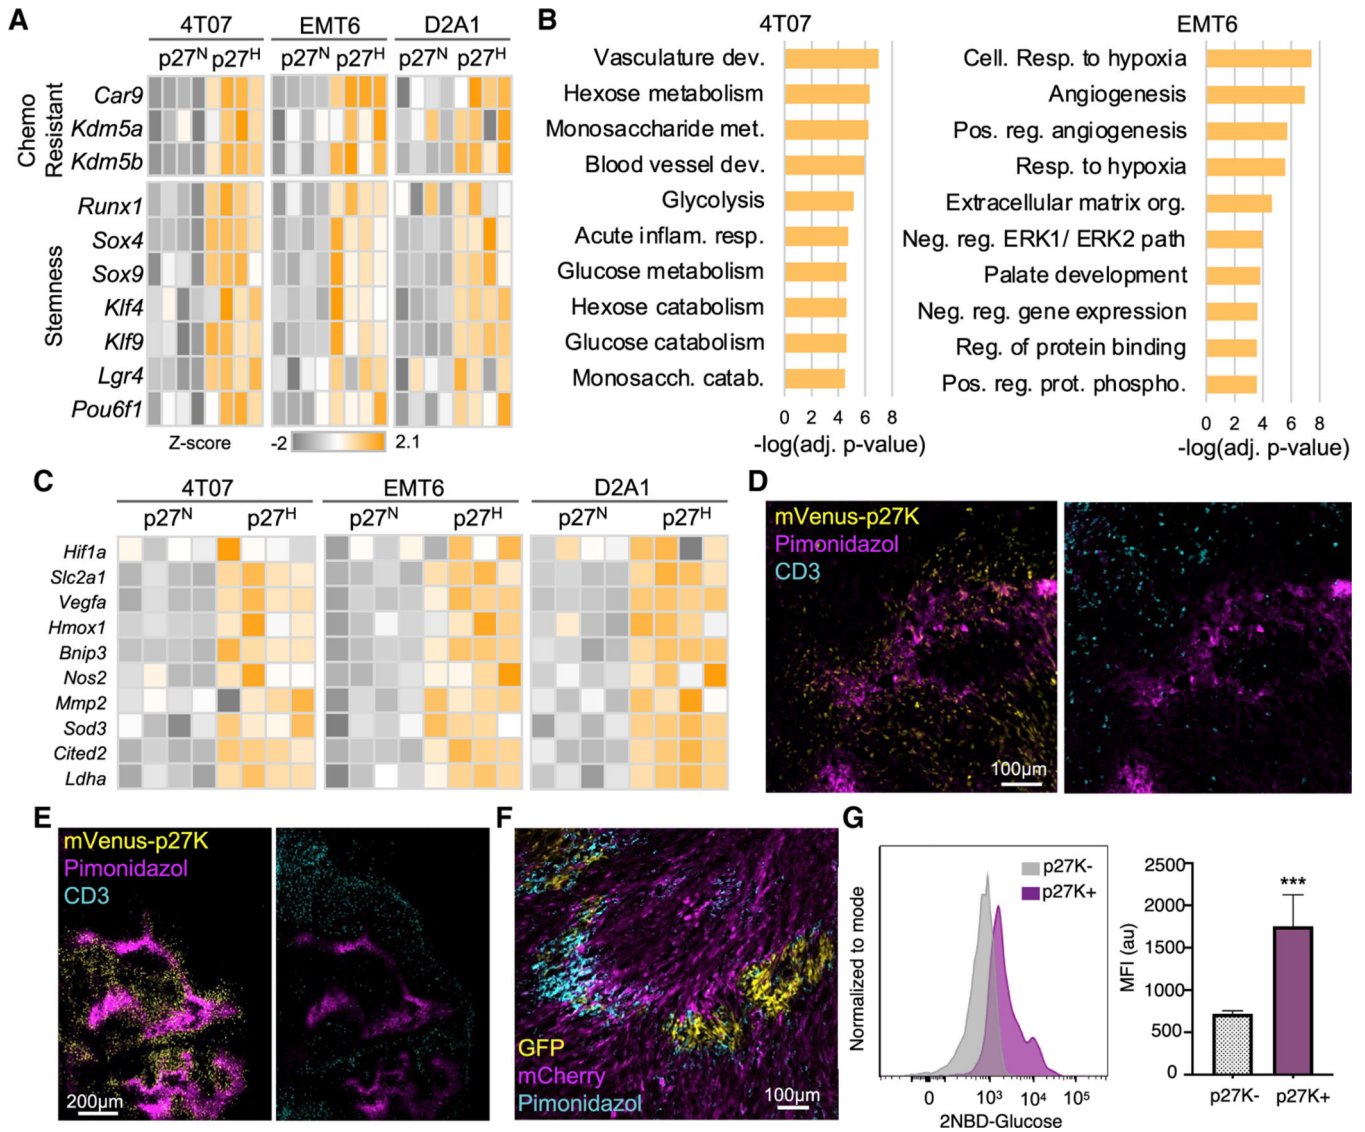 A
4T07 EMT6 D2A1
p27N p27H p27N p27H p27N p27H
Chemo
Resistant
Car9
Kdm5a
Kdm5b
Stemness
Runx1
Sox4
Sox9
Klf4
Klf9
Lgr4
Pou6f1
Z-score -2 2.1
B
4T07
Vasculature dev.
Hexose metabolism
Monosaccharide met.
Blood vessel dev.
Glycolysis
Acute inflam. resp.
Glucose metabolism
Hexose catabolism
Glucose catabolism
Monosacch. catab.
0 2 4 6 8
-log(adj. p-value)
EMT6
Cell. Resp. to hypoxia
Angiogenesis
Pos. reg. angiogenesis
Resp. to hypoxia
Extracellular matrix org.
Neg. reg. ERK1/ ERK2 path
Palate development
Neg. reg. gene expression
Reg. of protein binding
Pos. reg. prot. phospho.
0 2 4 6 8
-log(adj. p-value)
C
4T07 EMT6 D2A1
p27N p27H p27N p27H p27N p27H
Hif1a
Slc2a1
Vegfa
Hmox1
Bnip3
Nos2
Mmp2
Sod3
Cited2
Ldha
D
mVenus-p27K
Pimonidazol
CD3
100µm
E
mVenus-p27K
Pimonidazol
CD3
200µm
F
GFP
mCherry
Pimonidazol
100µm
G
Normalized to mode
p27K-
p27K+
0 10³ 10⁴ 10⁵
2NBD-Glucose
MFI (au)
2500
2000
1500
1000
500
0
***
p27K- p27K+